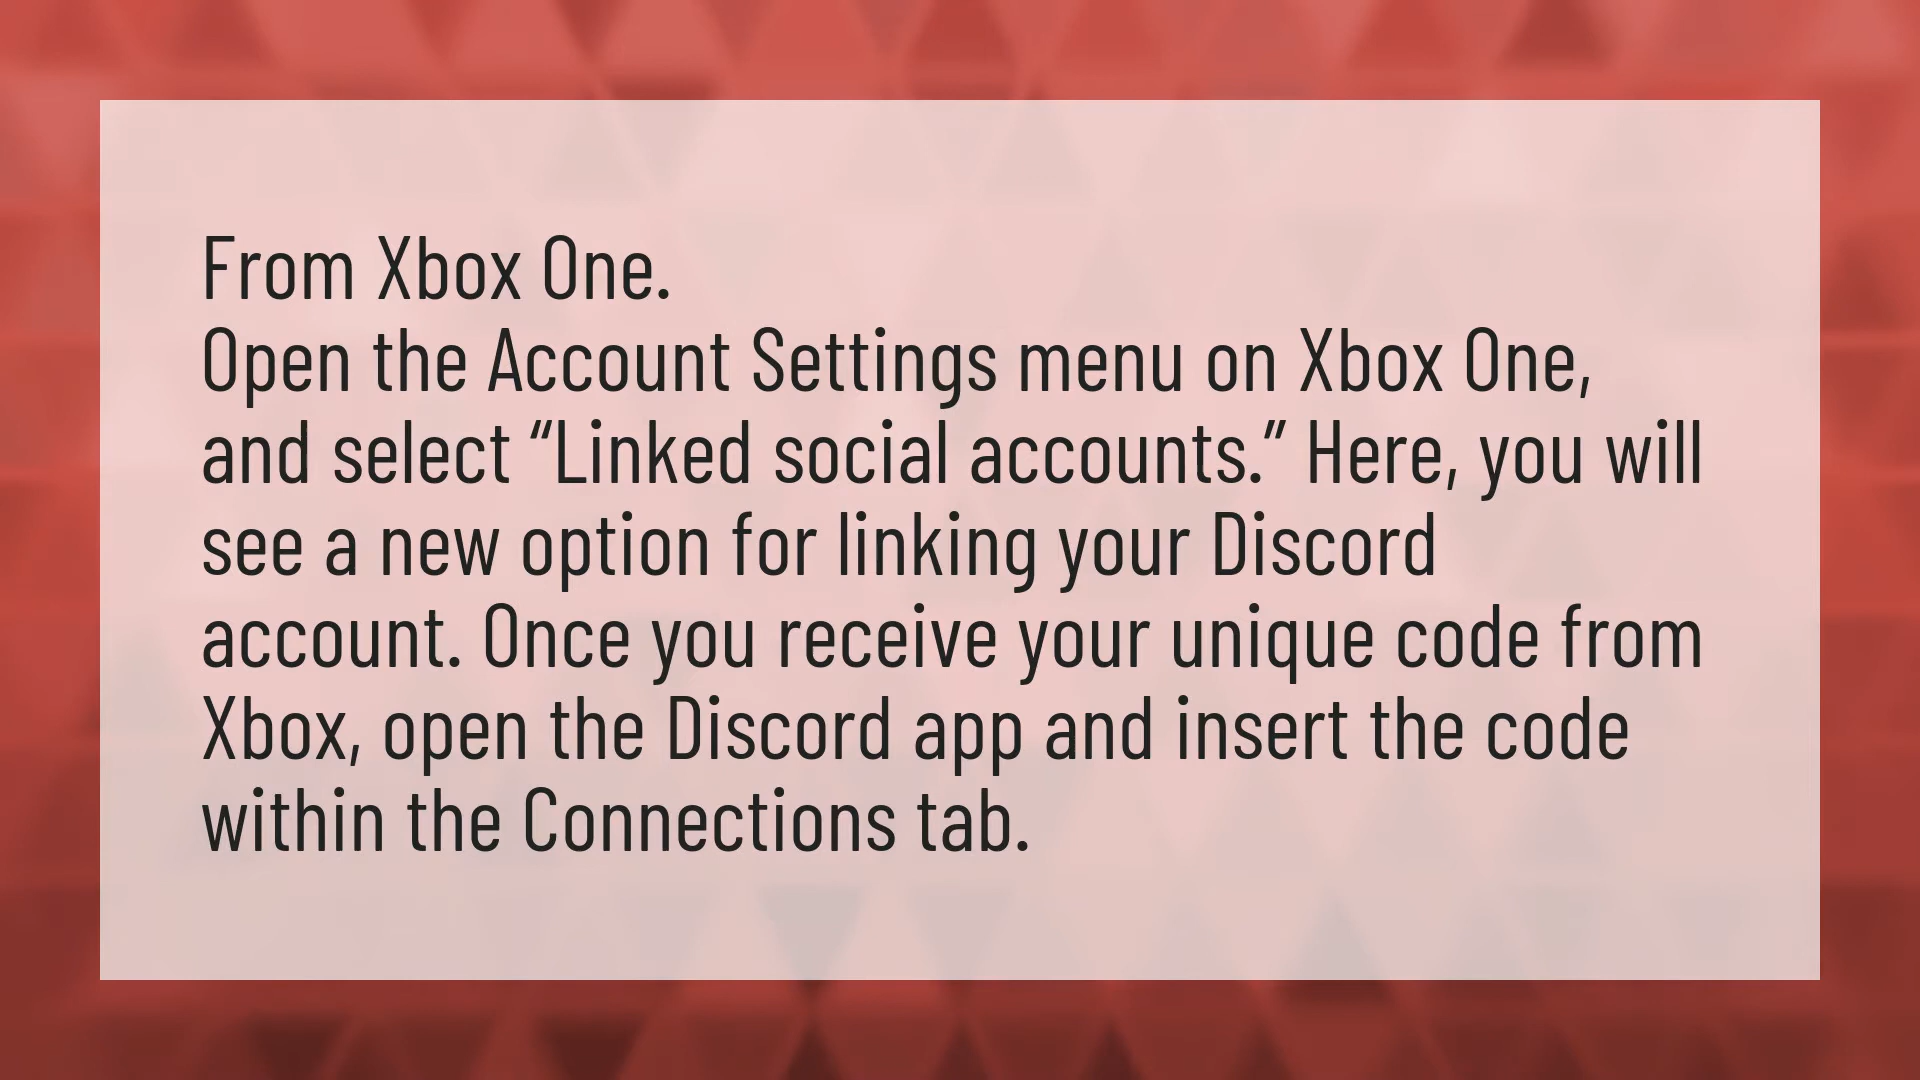 From Xbox One.
Open the Account Settings menu on Xbox One,
and select “Linked social accounts.” Here, you will
see a new option for linking your Discord
account. Once you receive your unique code from
Xbox, open the Discord app and insert the code
within the Connections tab.